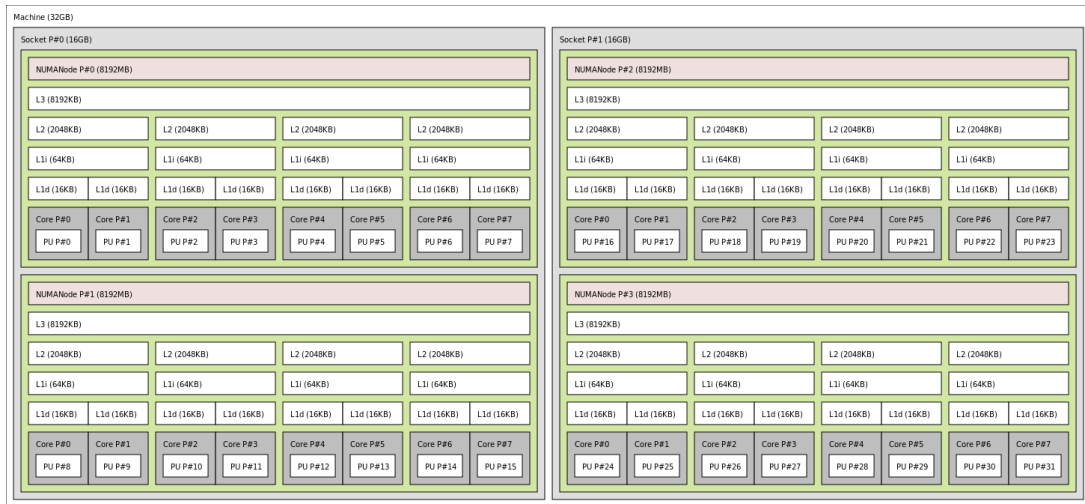 Machine (32GB)
Socket P#0 (16GB)
NUMANode P#0 (8192MB)
L3 (8192KB)
L2 (2048KB) L2 (2048KB) L2 (2048KB) L2 (2048KB)
L1i (64KB) L1i (64KB) L1i (64KB) L1i (64KB)
L1d (16KB) L1d (16KB) L1d (16KB) L1d (16KB) L1d (16KB) L1d (16KB) L1d (16KB) L1d (16KB)
Core P#0 Core P#1 Core P#2 Core P#3 Core P#4 Core P#5 Core P#6 Core P#7
PU P#0 PU P#1 PU P#2 PU P#3 PU P#4 PU P#5 PU P#6 PU P#7
NUMANode P#1 (8192MB)
L3 (8192KB)
L2 (2048KB) L2 (2048KB) L2 (2048KB) L2 (2048KB)
L1i (64KB) L1i (64KB) L1i (64KB) L1i (64KB)
L1d (16KB) L1d (16KB) L1d (16KB) L1d (16KB) L1d (16KB) L1d (16KB) L1d (16KB) L1d (16KB)
Core P#0 Core P#1 Core P#2 Core P#3 Core P#4 Core P#5 Core P#6 Core P#7
PU P#8 PU P#9 PU P#10 PU P#11 PU P#12 PU P#13 PU P#14 PU P#15
Socket P#1 (16GB)
NUMANode P#2 (8192MB)
L3 (8192KB)
L2 (2048KB) L2 (2048KB) L2 (2048KB) L2 (2048KB)
L1i (64KB) L1i (64KB) L1i (64KB) L1i (64KB)
L1d (16KB) L1d (16KB) L1d (16KB) L1d (16KB) L1d (16KB) L1d (16KB) L1d (16KB) L1d (16KB)
Core P#0 Core P#1 Core P#2 Core P#3 Core P#4 Core P#5 Core P#6 Core P#7
PU P#16 PU P#17 PU P#18 PU P#19 PU P#20 PU P#21 PU P#22 PU P#23
NUMANode P#3 (8192MB)
L3 (8192KB)
L2 (2048KB) L2 (2048KB) L2 (2048KB) L2 (2048KB)
L1i (64KB) L1i (64KB) L1i (64KB) L1i (64KB)
L1d (16KB) L1d (16KB) L1d (16KB) L1d (16KB) L1d (16KB) L1d (16KB) L1d (16KB) L1d (16KB)
Core P#0 Core P#1 Core P#2 Core P#3 Core P#4 Core P#5 Core P#6 Core P#7
PU P#24 PU P#25 PU P#26 PU P#27 PU P#28 PU P#29 PU P#30 PU P#31